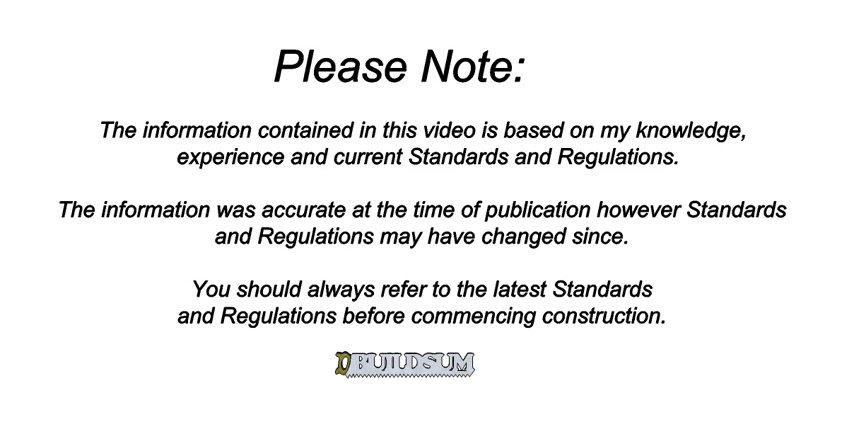 Please Note:
The information contained in this video is based on my knowledge,
experience and current Standards and Regulations.
The information was accurate at the time of publication however Standards
and Regulations may have changed since.
You should always refer to the latest Standards
and Regulations before commencing construction.
BUILDSUM